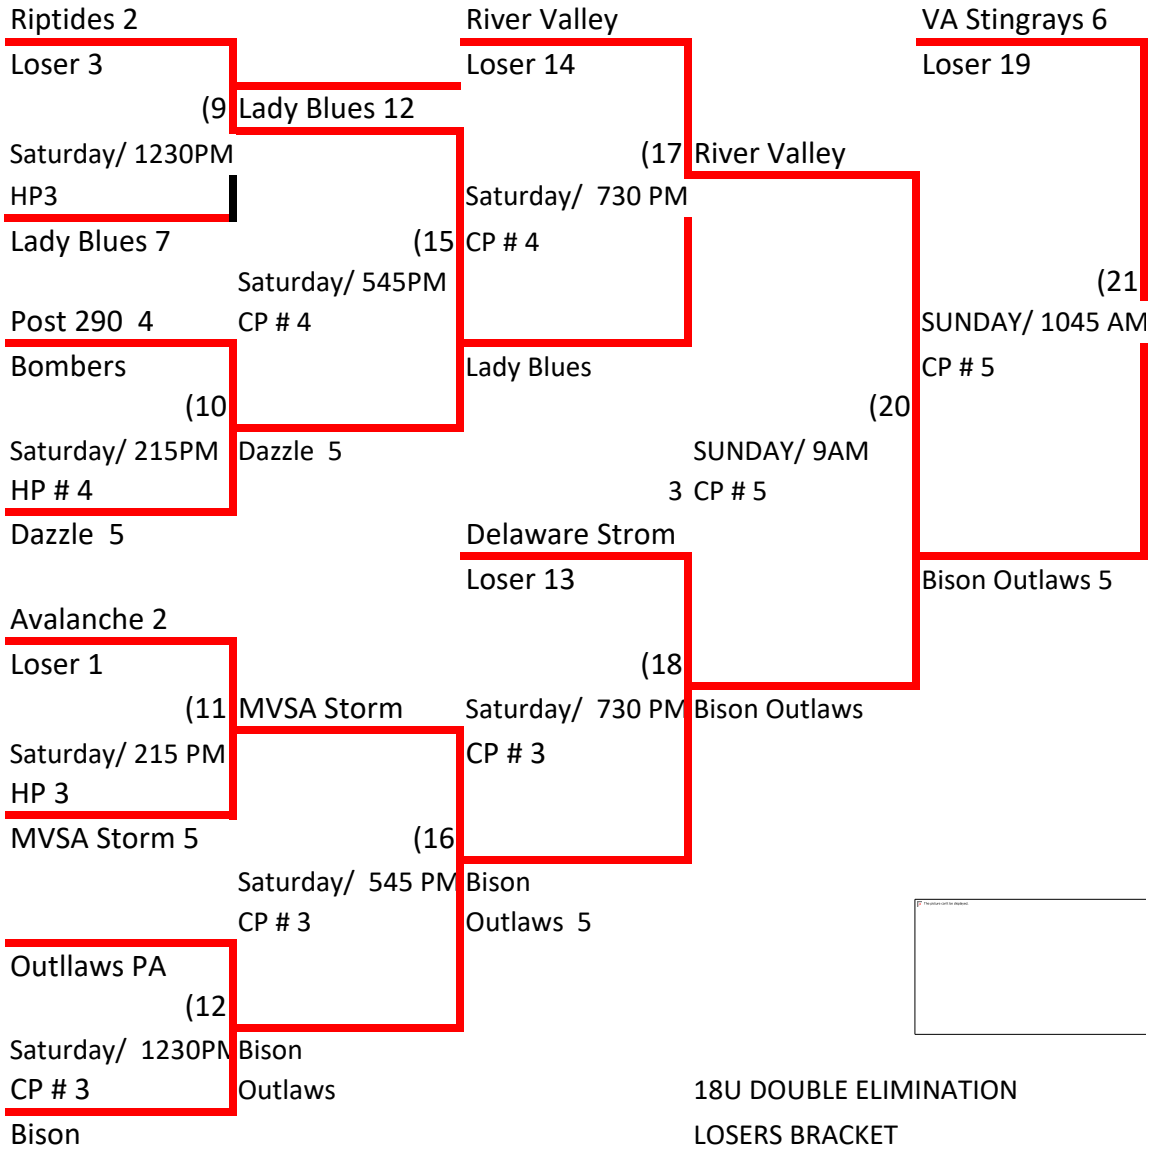 Riptides 2
River Valley
VA Stingrays 6
Loser 3
Loser 14
Loser 19
(9
Lady Blues 12
Saturday/ 1230PM
(17
River Valley
HP3
Saturday/  730 PM
Lady Blues 7
(15
CP # 4
Saturday/ 545PM
(21
Post 290  4
CP # 4
SUNDAY/ 1045 AM
Bombers
Lady Blues
CP # 5
(10
(20
Saturday/ 215PM
Dazzle  5
SUNDAY/ 9AM
HP # 4
3
CP # 5
Dazzle  5
Delaware Strom
Loser 13
Bison Outlaws 5
Avalanche 2
Loser 1
(18
(11
MVSA Storm
Saturday/  730 PM
Bison Outlaws
Saturday/ 215 PM
CP # 3
HP 3
MVSA Storm 5
(16
Saturday/  545 PM
Bison
CP # 3
Outlaws  5
The picture can't be displayed.
Outllaws PA
(12
Saturday/  1230PM
Bison
CP # 3
Outlaws
18U DOUBLE ELIMINATION
Bison
LOSERS BRACKET